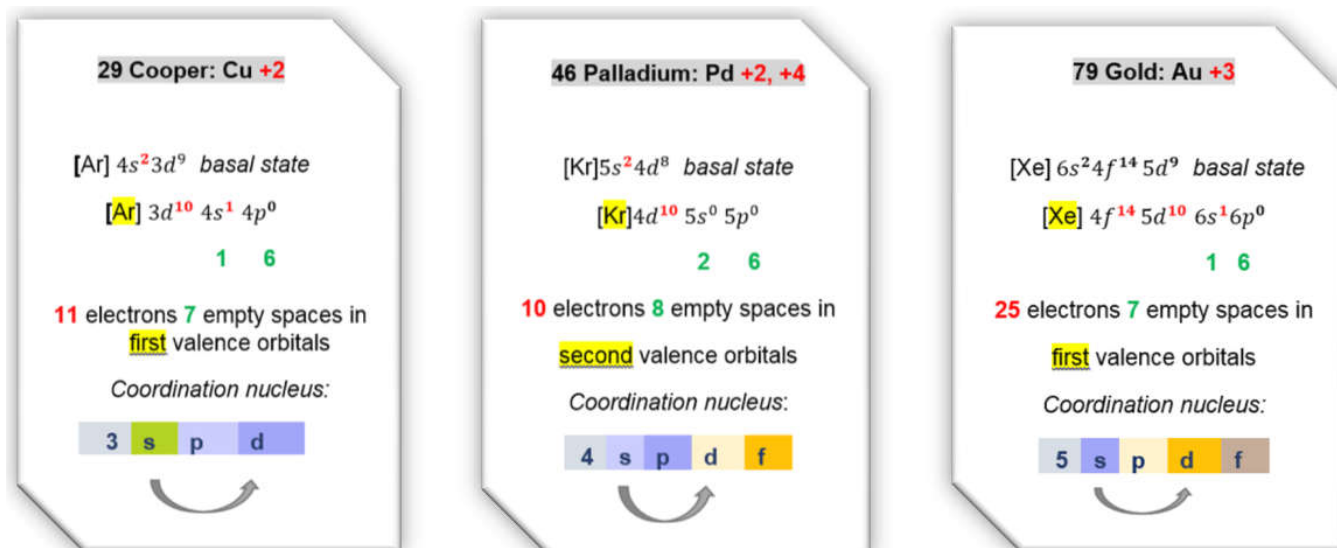 29 Cooper: Cu +2
[Ar] 4s²3d⁹ basal state
[Ar] 3d¹⁰ 4s¹ 4p⁰
1 6
11 electrons 7 empty spaces in
first valence orbitals
Coordination nucleus:
3 s p d
46 Palladium: Pd +2, +4
[Kr]5s²4d⁸ basal state
[Kr]4d¹⁰ 5s⁰ 5p⁰
2 6
10 electrons 8 empty spaces in
second valence orbitals
Coordination nucleus:
4 s p d f
79 Gold: Au +3
[Xe] 6s²4f¹⁴ 5d⁹ basal state
[Xe] 4f¹⁴ 5d¹⁰ 6s¹6p⁰
1 6
25 electrons 7 empty spaces in
first valence orbitals
Coordination nucleus:
5 s p d f